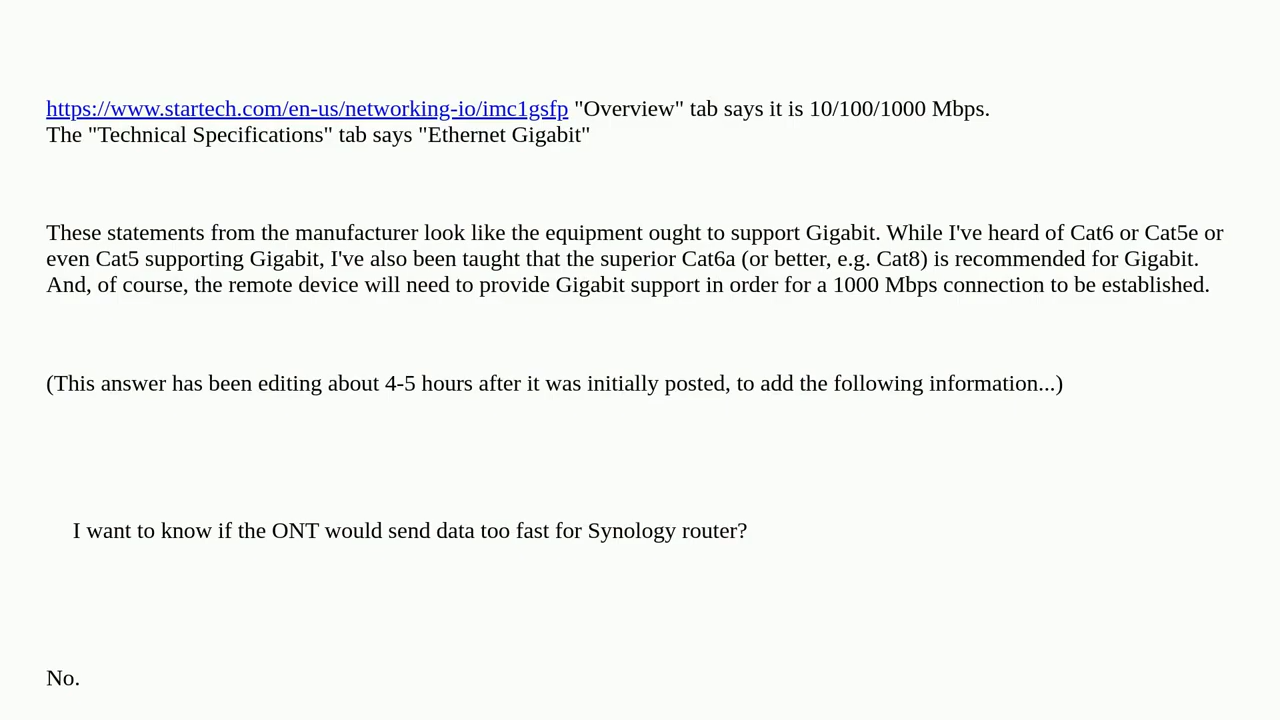 https://www.startech.com/en-us/networking-io/imc1gsfp "Overview" tab says it is 10/100/1000 Mbps.
The "Technical Specifications" tab says "Ethernet Gigabit"
These statements from the manufacturer look like the equipment ought to support Gigabit. While I've heard of Cat6 or Cat5e or
even Cat5 supporting Gigabit, I've also been taught that the superior Cat6a (or better, e.g. Cat8) is recommended for Gigabit.
And, of course, the remote device will need to provide Gigabit support in order for a 1000 Mbps connection to be established.
(This answer has been editing about 4-5 hours after it was initially posted, to add the following information...)
I want to know if the ONT would send data too fast for Synology router?
No.